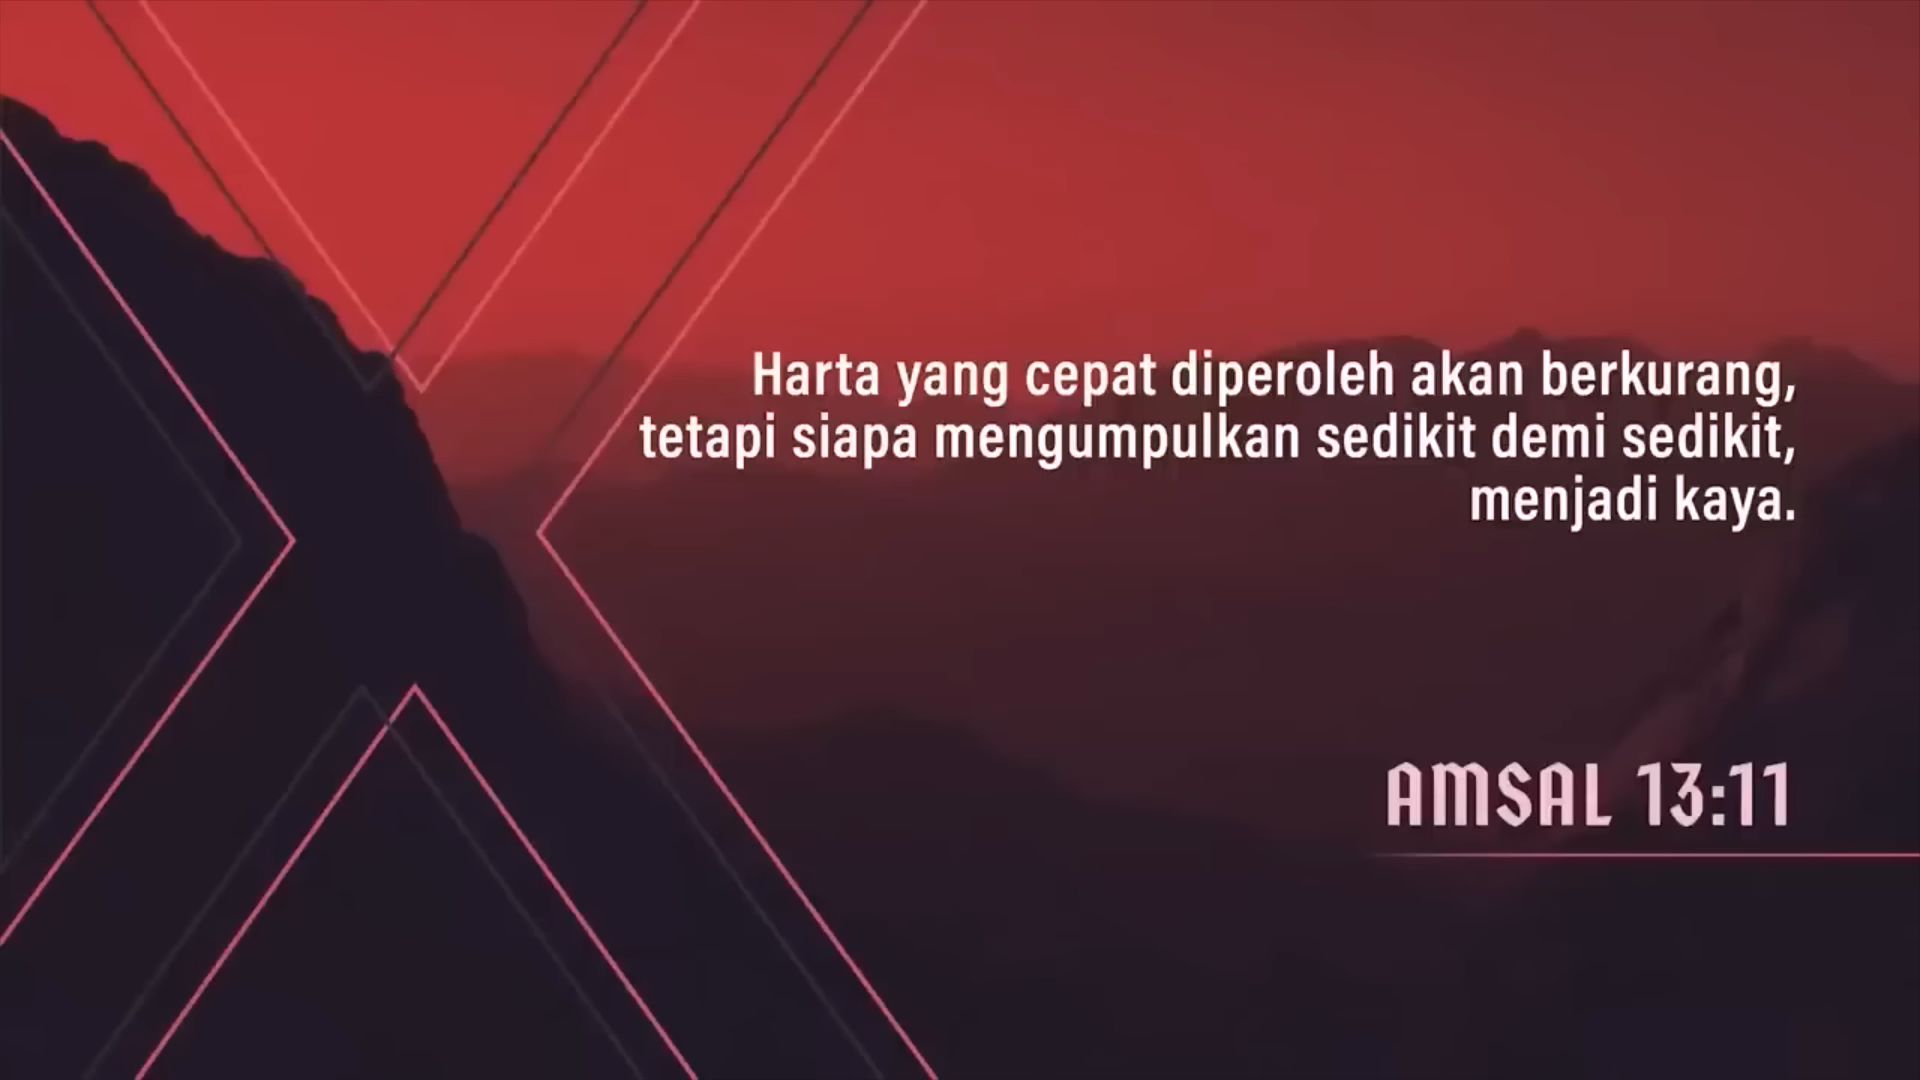 Harta yang cepat diperoleh akan berkurang,
tetapi siapa mengumpulkan sedikit demi sedikit,
menjadi kaya.
AMSAL 13:11